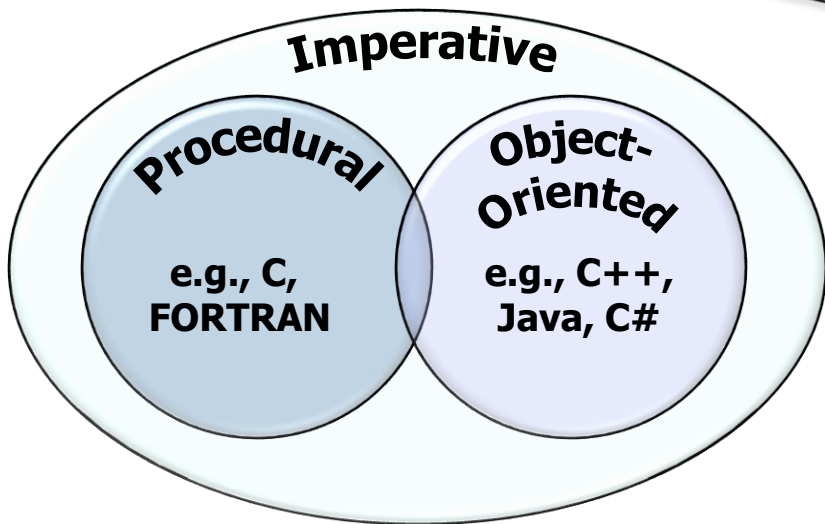 Imperative
Procedural
e.g., C,
FORTRAN
Object-
Oriented
e.g., C++,
Java, C#